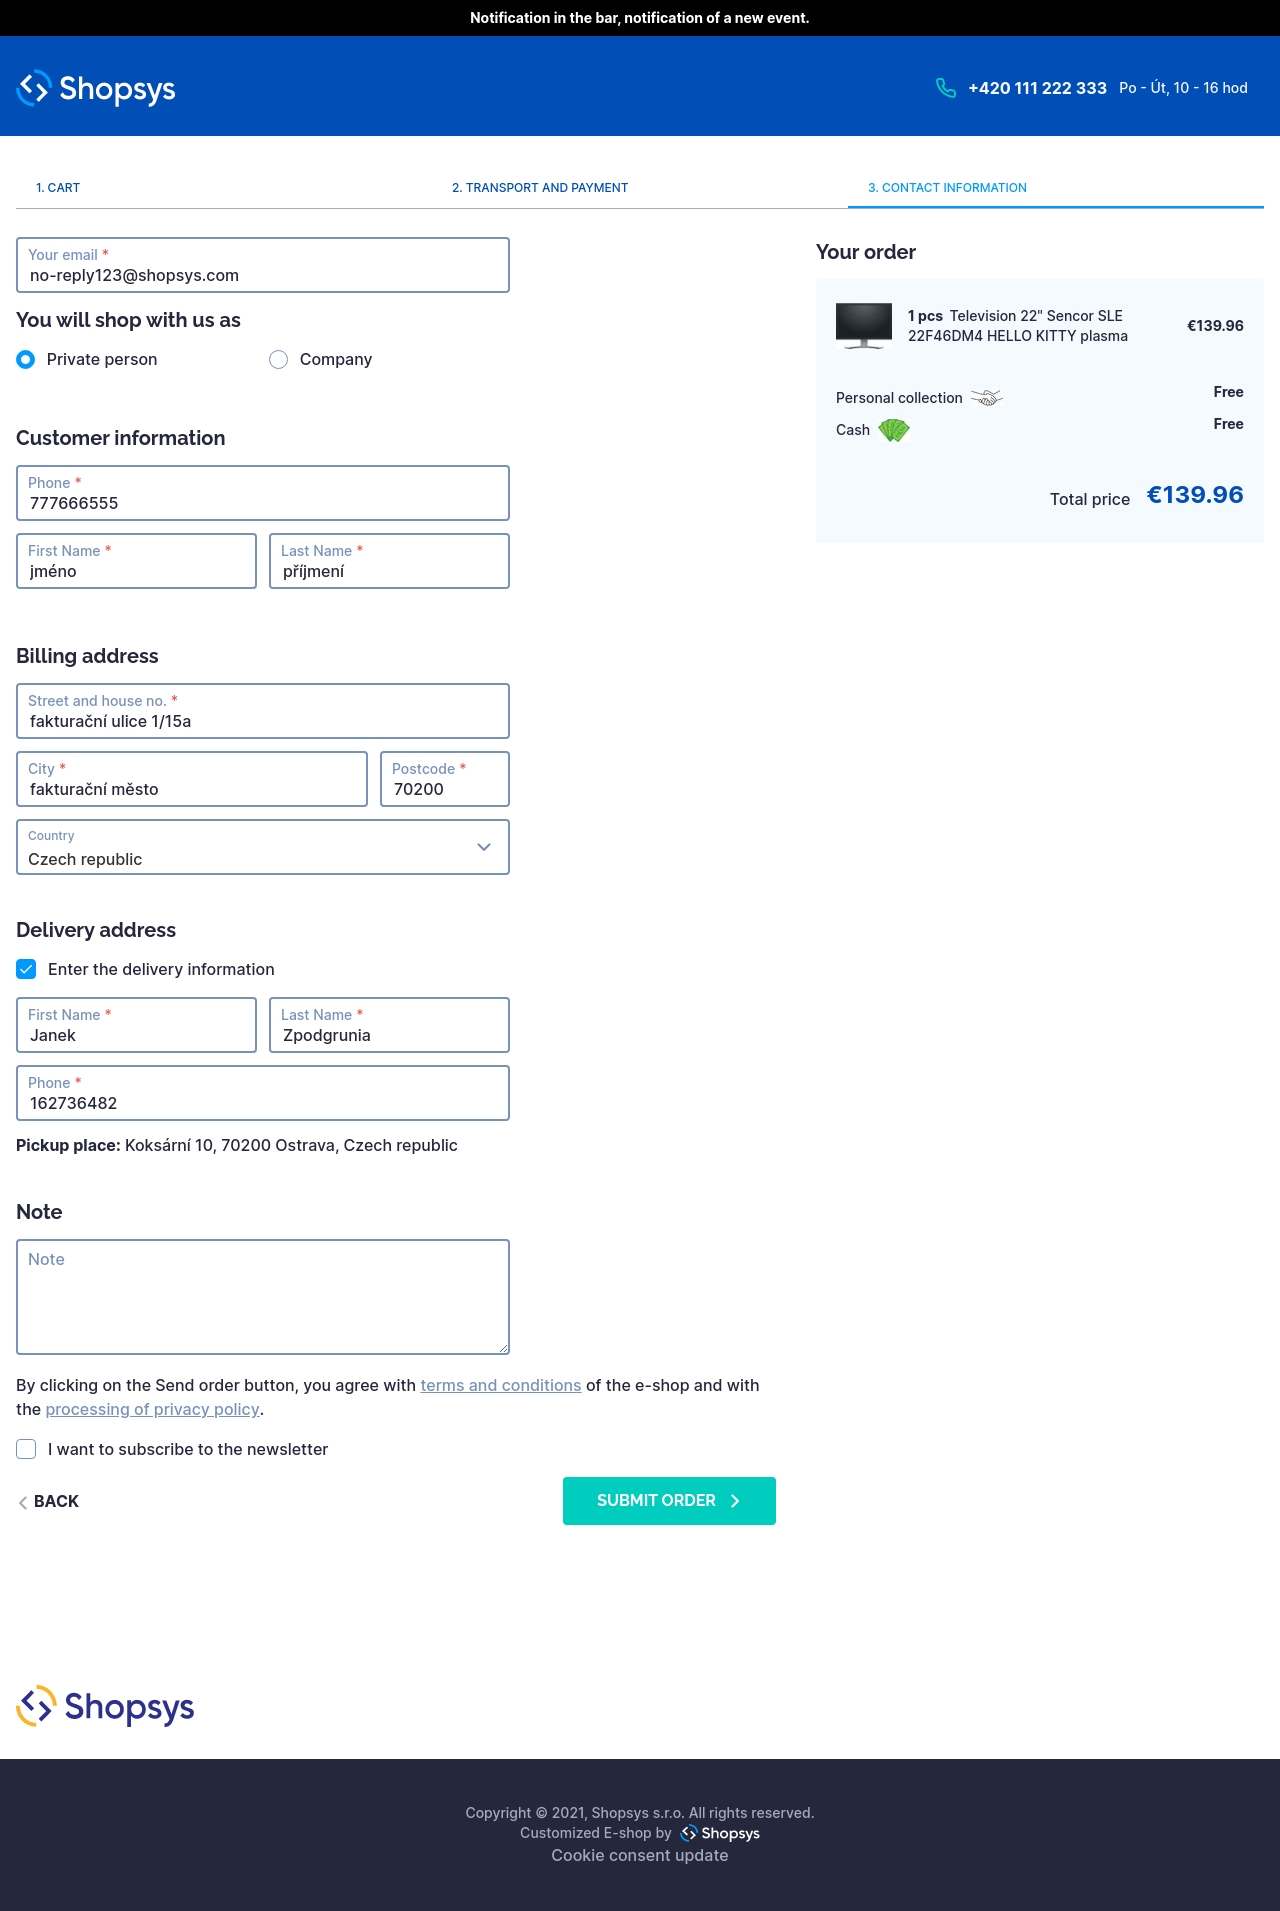 Notification in the bar, notification of a new event.
Shopsys
+420 111 222 333 Po - Út, 10 - 16 hod
1. CART
2. TRANSPORT AND PAYMENT
3. CONTACT INFORMATION
Your email *
no-reply123@shopsys.com
You will shop with us as
Private person
Company
Customer information
Phone *
777666555
First Name *
jméno
Last Name *
příjmení
Billing address
Street and house no. *
fakturační ulice 1/15a
City *
fakturační město
Postcode *
70200
Country
Czech republic
Delivery address
Enter the delivery information
First Name *
Janek
Last Name *
Zpodgrunia
Phone *
162736482
Pickup place: Koksární 10, 70200 Ostrava, Czech republic
Note
Note
By clicking on the Send order button, you agree with terms and conditions of the e-shop and with
the processing of privacy policy.
I want to subscribe to the newsletter
BACK
SUBMIT ORDER
Your order
1 pcs Television 22" Sencor SLE
22F46DM4 HELLO KITTY plasma
€139.96
Personal collection
Free
Cash
Free
Total price €139.96
Shopsys
Copyright © 2021, Shopsys s.r.o. All rights reserved.
Customized E-shop by Shopsys
Cookie consent update